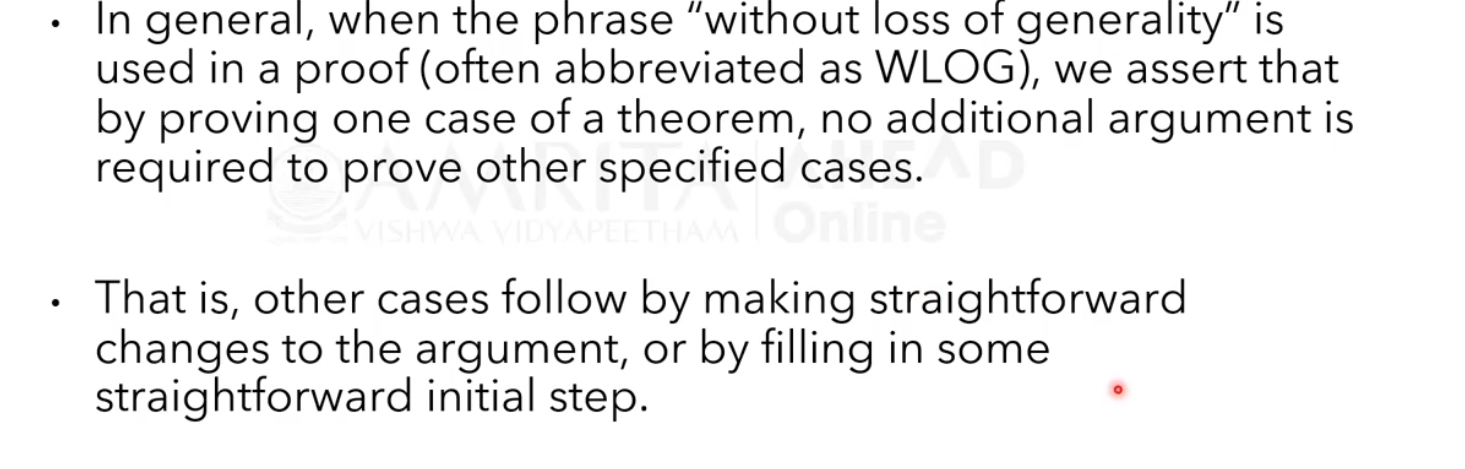 • In general, when the phrase “without loss of generality” is
used in a proof (often abbreviated as WLOG), we assert that
by proving one case of a theorem, no additional argument is
required to prove other specified cases.
AMRITA AHEAD
VISHWA VIDYAPEETHAM Online
• That is, other cases follow by making straightforward
changes to the argument, or by filling in some
straightforward initial step.